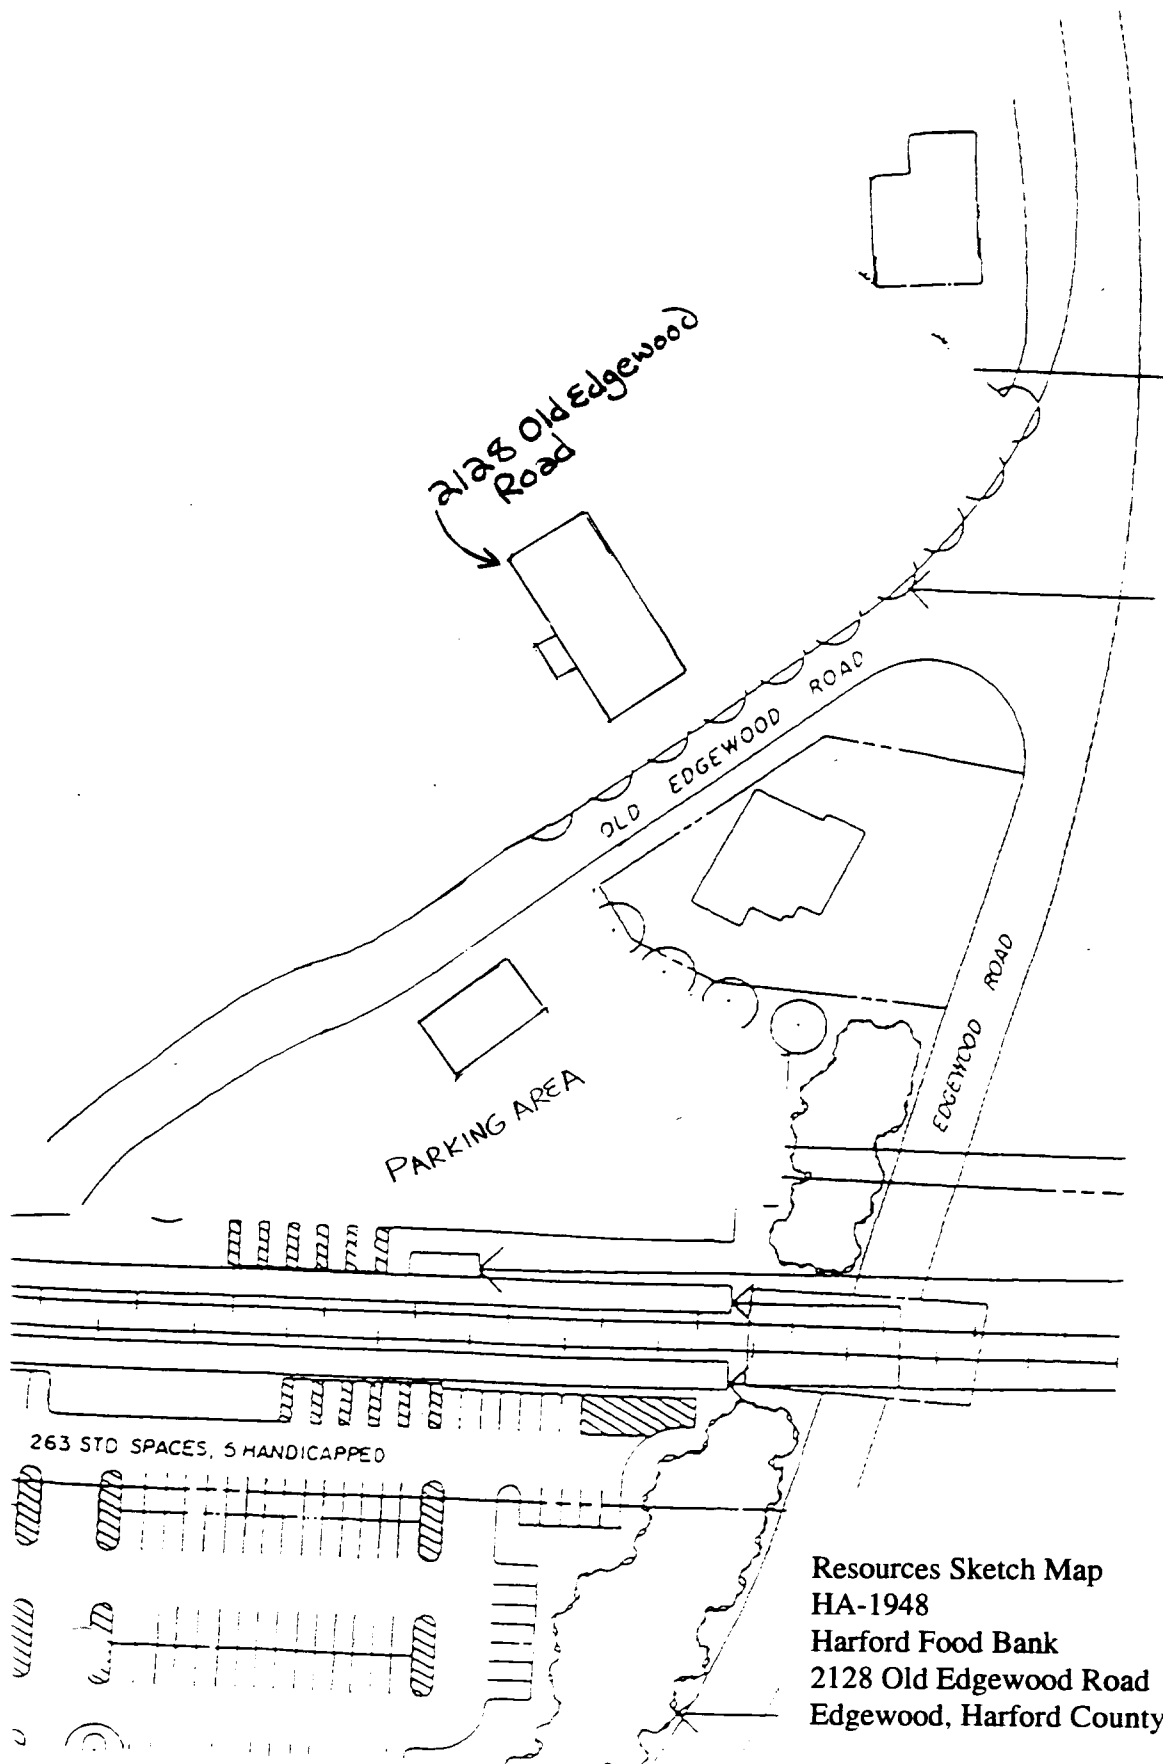 2128 Old Edgewood
Road
OLD EDGEWOOD ROAD
EDGEWOOD ROAD
PARKING AREA
263 STD SPACES, 5 HANDICAPPED
Resources Sketch Map
HA-1948
Harford Food Bank
2128 Old Edgewood Road
Edgewood, Harford County